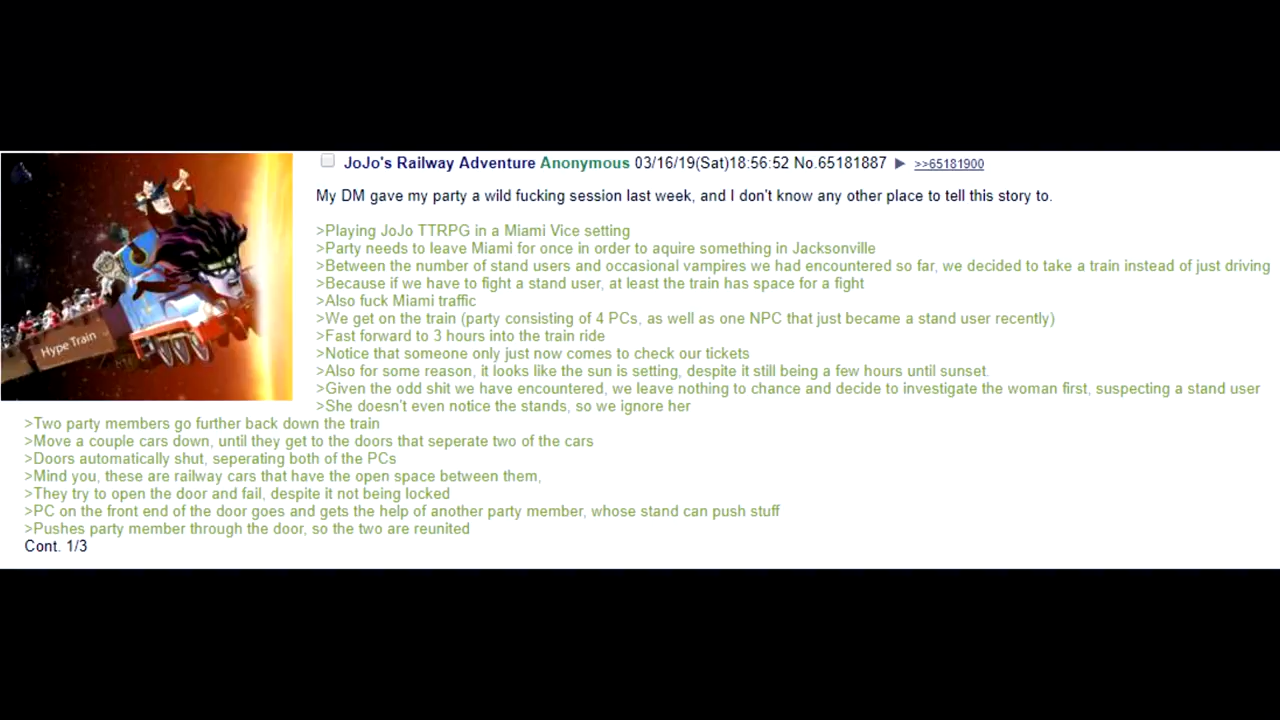 JoJo's Railway Adventure Anonymous 03/16/19(Sat)18:56:52 No.65181887 ▶ >>65181900
My DM gave my party a wild fucking session last week, and I don't know any other place to tell this story to.
>Playing JoJo TTRPG in a Miami Vice setting
>Party needs to leave Miami for once in order to aquire something in Jacksonville
>Between the number of stand users and occasional vampires we had encountered so far, we decided to take a train instead of just driving
>Because if we have to fight a stand user, at least the train has space for a fight
>Also fuck Miami traffic
>We get on the train (party consisting of 4 PCs, as well as one NPC that just became a stand user recently)
>Fast forward to 3 hours into the train ride
>Notice that someone only just now comes to check our tickets
>Also for some reason, it looks like the sun is setting, despite it still being a few hours until sunset.
>Given the odd shit we have encountered, we leave nothing to chance and decide to investigate the woman first, suspecting a stand user
>She doesn't even notice the stands, so we ignore her
Hype Train
>Two party members go further back down the train
>Move a couple cars down, until they get to the doors that seperate two of the cars
>Doors automatically shut, seperating both of the PCs
>Mind you, these are railway cars that have the open space between them,
>They try to open the door and fail, despite it not being locked
>PC on the front end of the door goes and gets the help of another party member, whose stand can push stuff
>Pushes party member through the door, so the two are reunited
Cont. 1/3